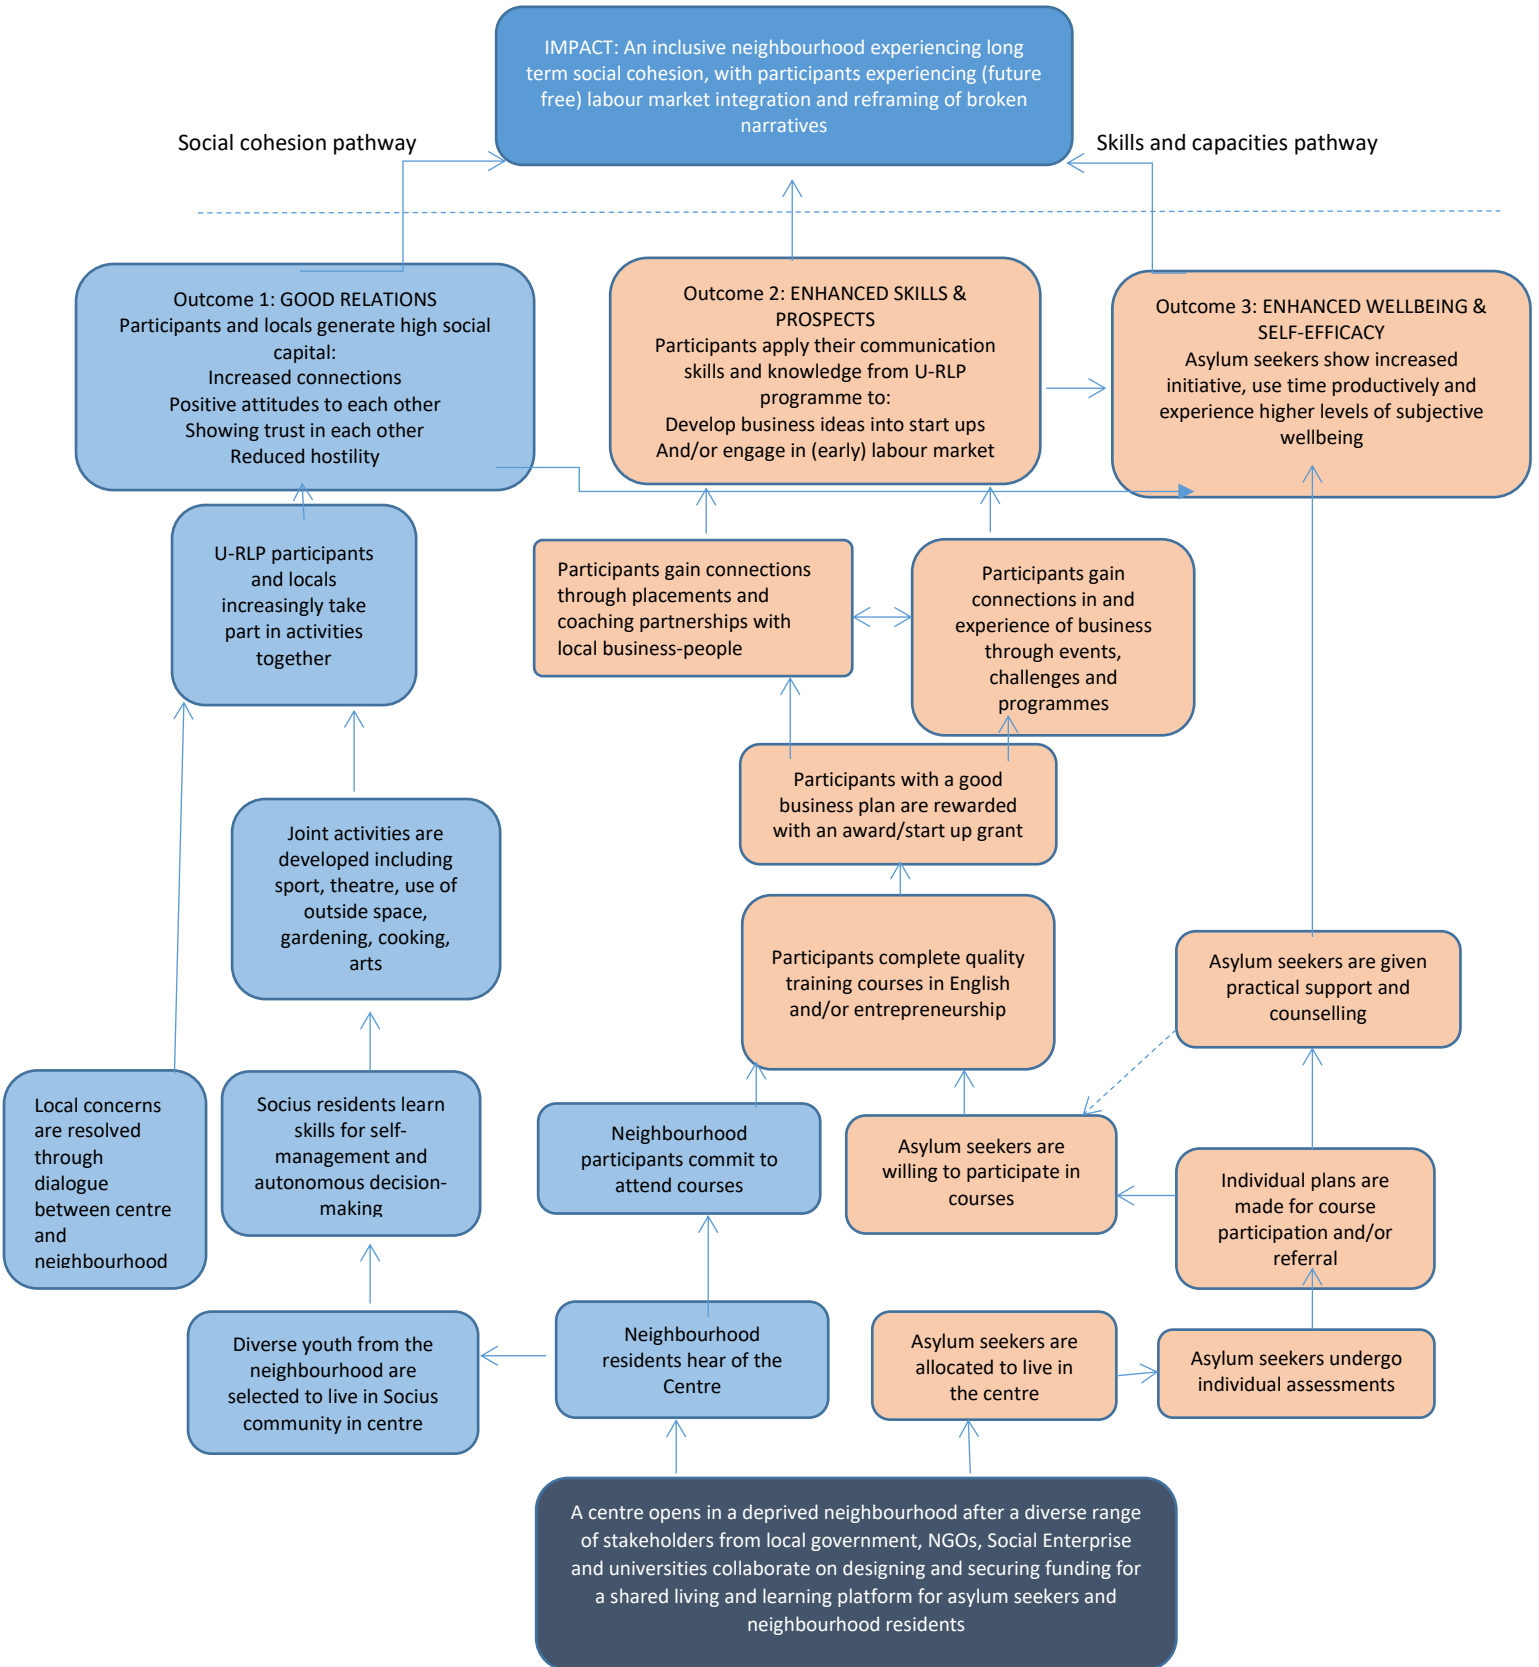 IMPACT: An inclusive neighbourhood experiencing long
term social cohesion, with participants experiencing (future
free) labour market integration and reframing of broken
narratives
Social cohesion pathway
Skills and capacities pathway
Outcome 1: GOOD RELATIONS
Participants and locals generate high social
capital:
Increased connections
Positive attitudes to each other
Showing trust in each other
Reduced hostility
Outcome 2: ENHANCED SKILLS &
PROSPECTS
Participants apply their communication
skills and knowledge from U-RLP
programme to:
Develop business ideas into start ups
And/or engage in (early) labour market
Outcome 3: ENHANCED WELLBEING &
SELF-EFFICACY
Asylum seekers show increased
initiative, use time productively and
experience higher levels of subjective
wellbeing
U-RLP participants
and locals
increasingly take
part in activities
together
Participants gain connections
through placements and
coaching partnerships with
local business-people
Participants gain
connections in and
experience of business
through events,
challenges and
programmes
Participants with a good
business plan are rewarded
with an award/start up grant
Joint activities are
developed including
sport, theatre, use of
outside space,
gardening, cooking,
arts
Participants complete quality
training courses in English
and/or entrepreneurship
Asylum seekers are given
practical support and
counselling
Local concerns
are resolved
through
dialogue
between centre
and
neighbourhood
Socius residents learn
skills for self-
management and
autonomous decision-
making
Neighbourhood
participants commit to
attend courses
Asylum seekers are
willing to participate in
courses
Individual plans are
made for course
participation and/or
referral
Diverse youth from the
neighbourhood are
selected to live in Socius
community in centre
Neighbourhood
residents hear of the
Centre
Asylum seekers are
allocated to live in
the centre
Asylum seekers undergo
individual assessments
A centre opens in a deprived neighbourhood after a diverse range
of stakeholders from local government, NGOs, Social Enterprise
and universities collaborate on designing and securing funding for
a shared living and learning platform for asylum seekers and
neighbourhood residents